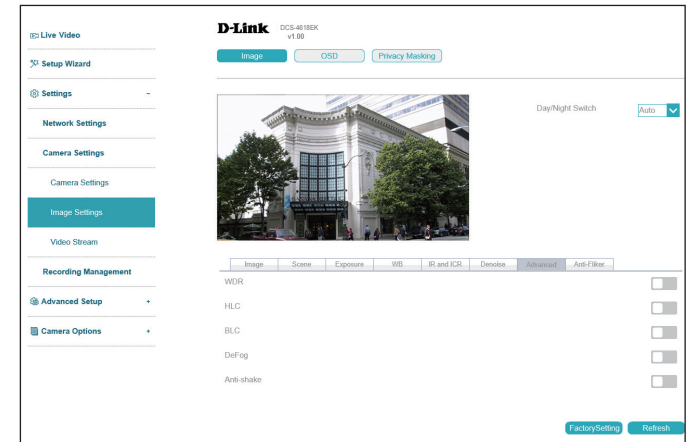 Live Video
Setup Wizard
Settings -
Network Settings
Camera Settings
Camera Settings
Image Settings
Video Stream
Recording Management
Advanced Setup +
Camera Options +
D-Link DCS-4618EK
v1.00
Image OSD Privacy Masking
Day/Night Switch Auto
Image Scene Exposure WB IR and ICR Denoise Advanced Anti-Fliker
WDR
HLC
BLC
DeFog
Anti-shake
FactorySetting Refresh